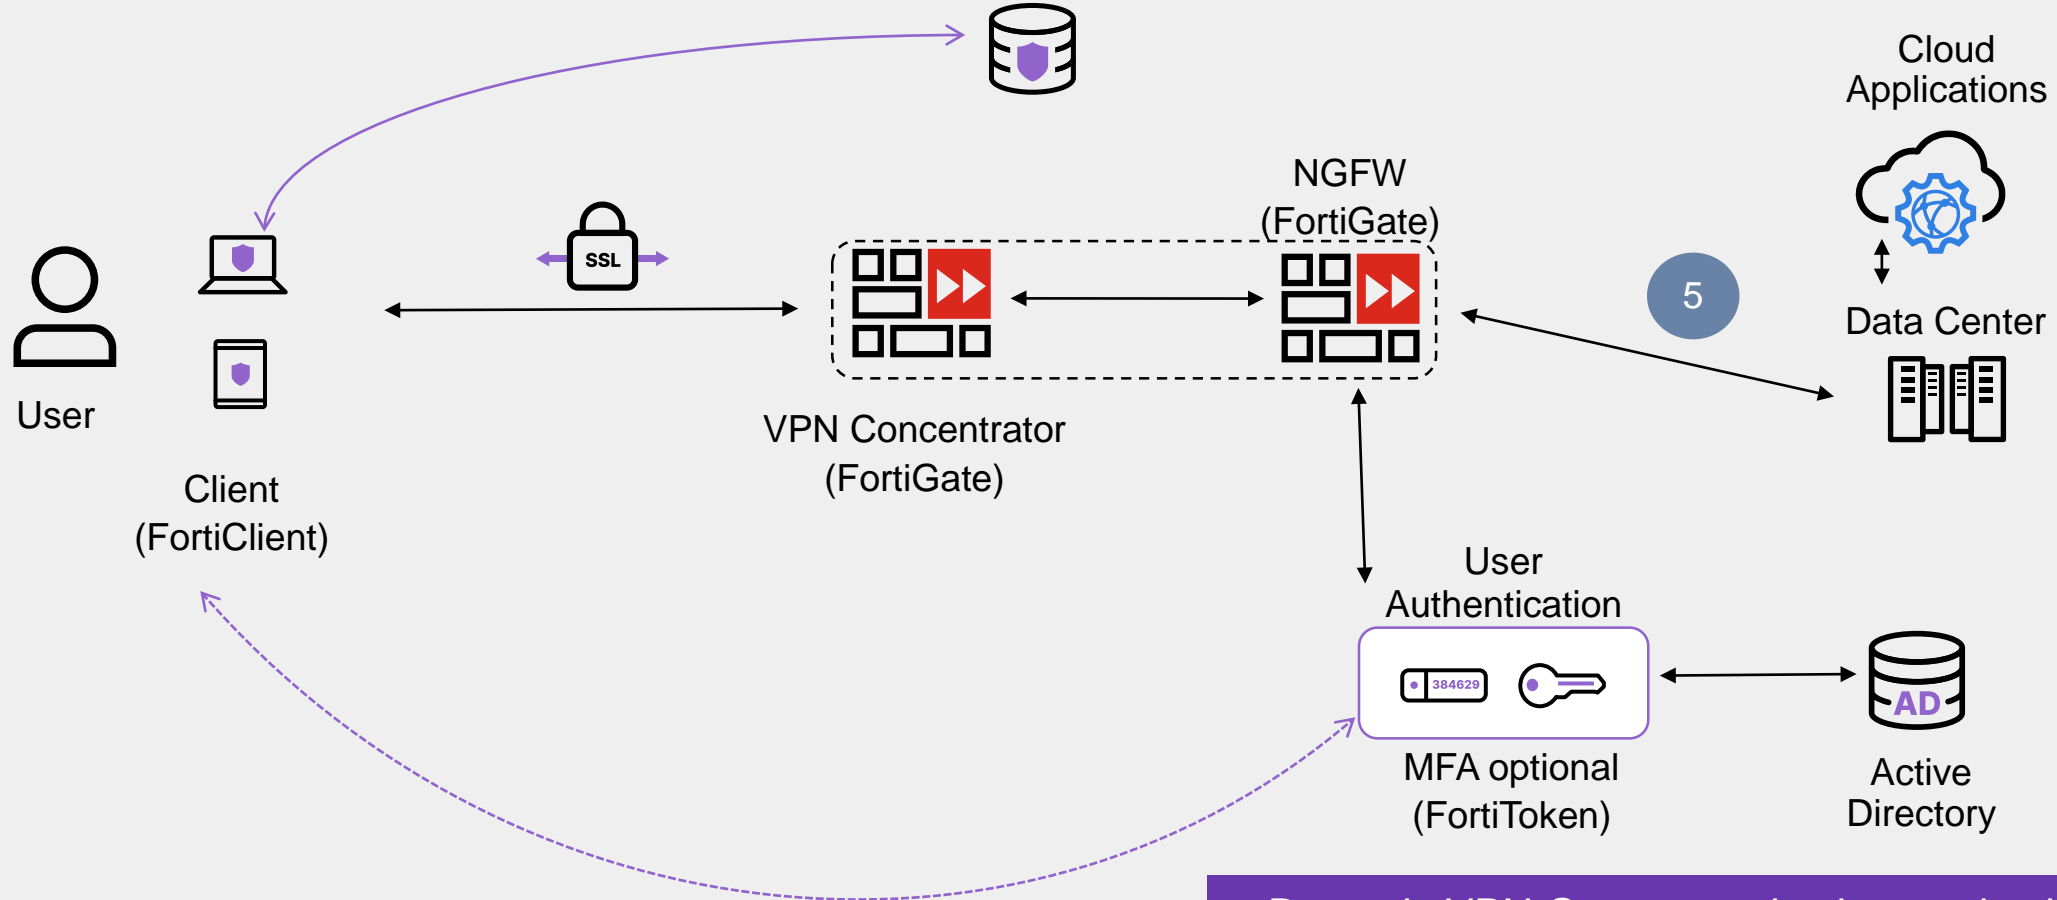 Cloud
Applications
NGFW
(FortiGate)
SSL
5
Data Center
User
VPN Concentrator
(FortiGate)
Client
(FortiClient)
User
Authentication
384629
AD
MFA optional
(FortiToken)
Active
Directory